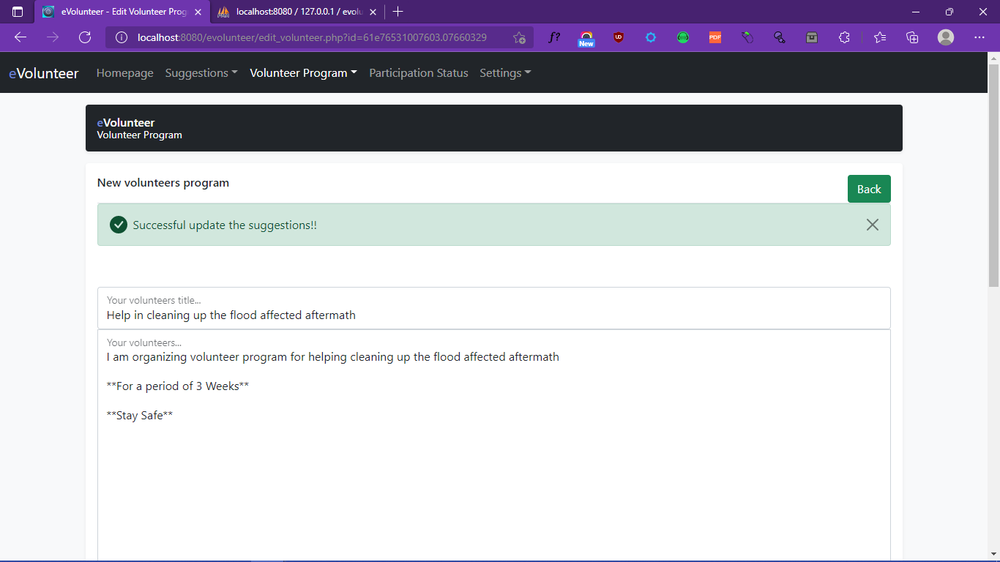 eVolunteer - Edit Volunteer Prog
localhost:8080 / 127.0.0.1 / evolu
localhost:8080/evolunteer/edit_volunteer.php?id=61e76531007603.07660329
f?
New
UD
PDF
eVolunteer
Homepage
Suggestions
Volunteer Program
Participation Status
Settings
eVolunteer
Volunteer Program
New volunteers program
Back
Successful update the suggestions!!
Your volunteers title...
Help in cleaning up the flood affected aftermath
Your volunteers...
I am organizing volunteer program for helping cleaning up the flood affected aftermath
**For a period of 3 Weeks**
**Stay Safe**